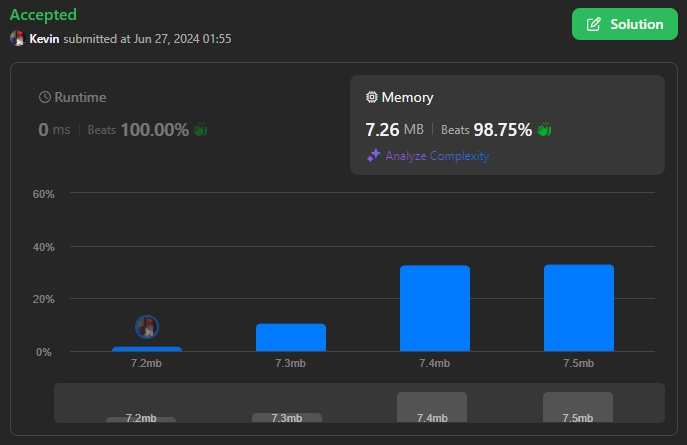 Accepted
Kevin submitted at Jun 27, 2024 01:55
Solution
Runtime
0 ms Beats 100.00%
Memory
7.26 MB Beats 98.75%
Analyze Complexity
60%
40%
20%
0%
7.2mb 7.3mb 7.4mb 7.5mb
7.2mb 7.3mb 7.4mb 7.5mb